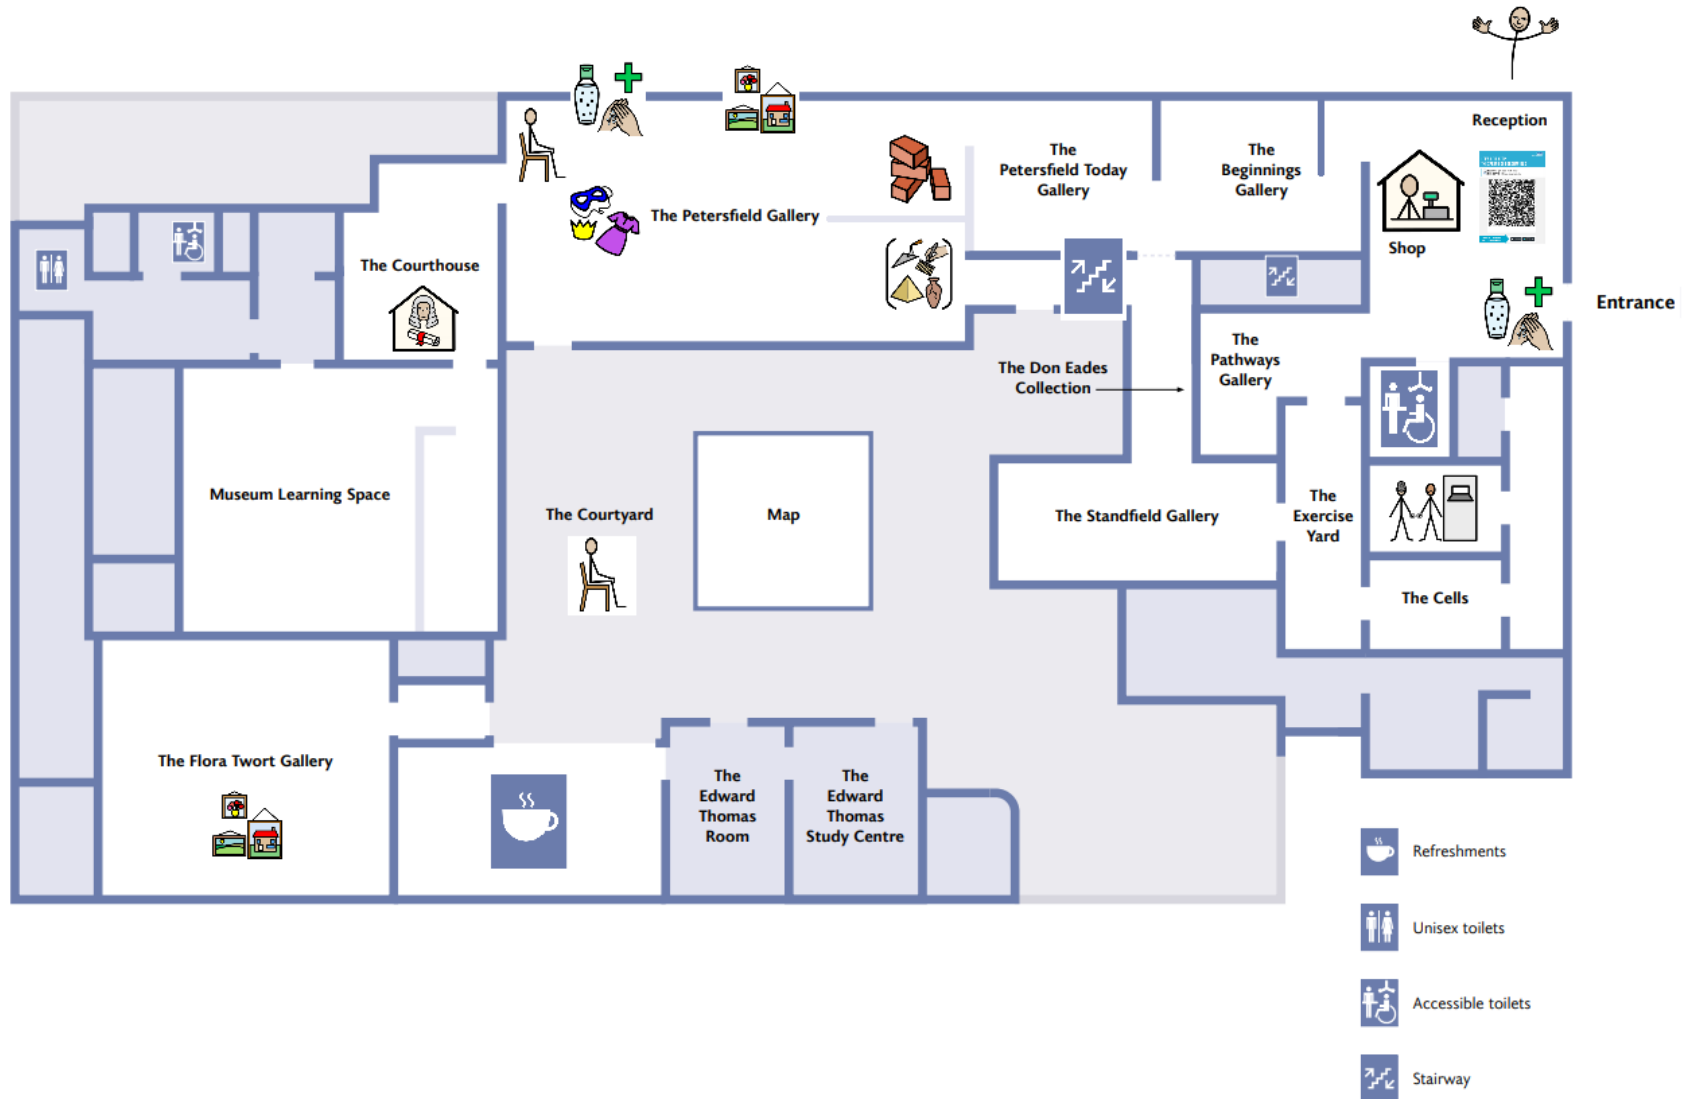 Reception
The
Petersfield Today
Gallery
The
Beginnings
Gallery
The Petersfield Gallery
Shop
The Courthouse
Entrance
The
Pathways
Gallery
The Don Eades
Collection
Museum Learning Space
The Courtyard
Map
The Standfield Gallery
The
Exercise
Yard
The Cells
The Flora Twort Gallery
The
Edward
Thomas
Room
The
Edward
Thomas
Study Centre
Refreshments
Unisex toilets
Accessible toilets
Stairway